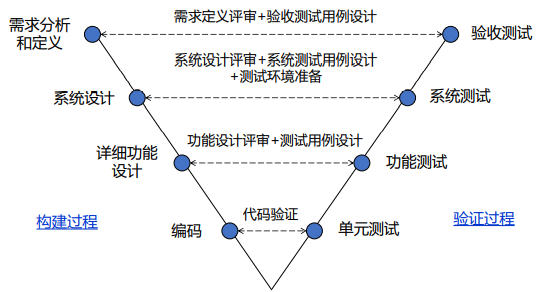 需求定义评审+验收测试用例设计
需求分析
和定义
验收测试
系统设计评审+系统测试用例设计
+测试环境准备
系统设计
系统测试
功能设计评审+测试用例设计
详细功能
设计
功能测试
代码验证
构建过程
编码
单元测试
验证过程